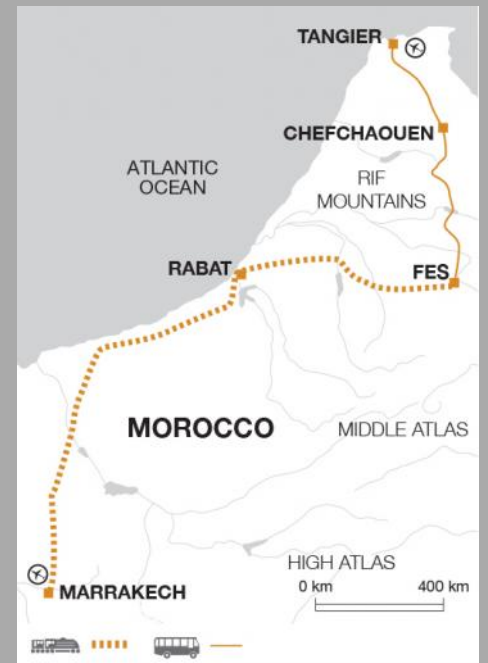 TANGIER
CHEFCHAOUEN
ATLANTIC
OCEAN
RIF
MOUNTAINS
RABAT
FES
MOROCCO
MIDDLE ATLAS
HIGH ATLAS
0 km 400 km
MARRAKECH